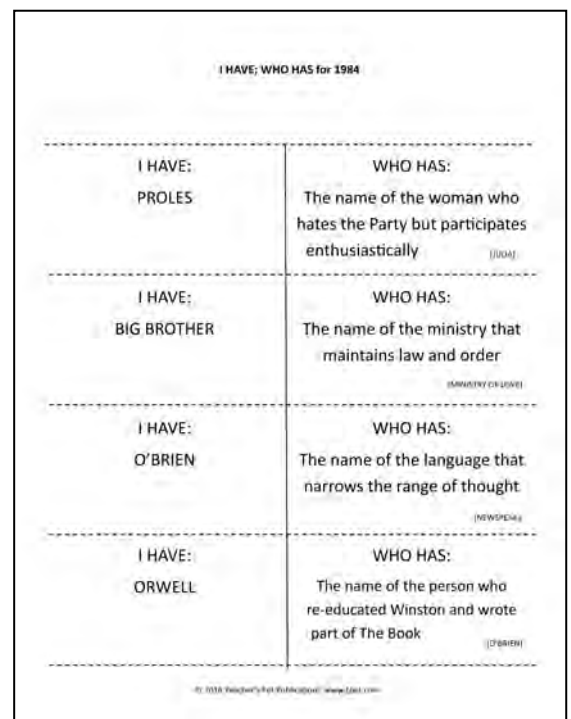 I HAVE; WHO HAS for 1984
I HAVE:
PROLES
WHO HAS:
The name of the woman who
hates the Party but participates
enthusiastically
I HAVE:
BIG BROTHER
WHO HAS:
The name of the ministry that
maintains law and order
[MINISTRY OF LOVE]
I HAVE:
O'BRIEN
WHO HAS:
The name of the language that
narrows the range of thought
[NEWSPEAK]
I HAVE:
ORWELL
WHO HAS:
The name of the person who
re-educated Winston and wrote
part of The Book
[O'BRIEN]
Teacher's Pet Publications